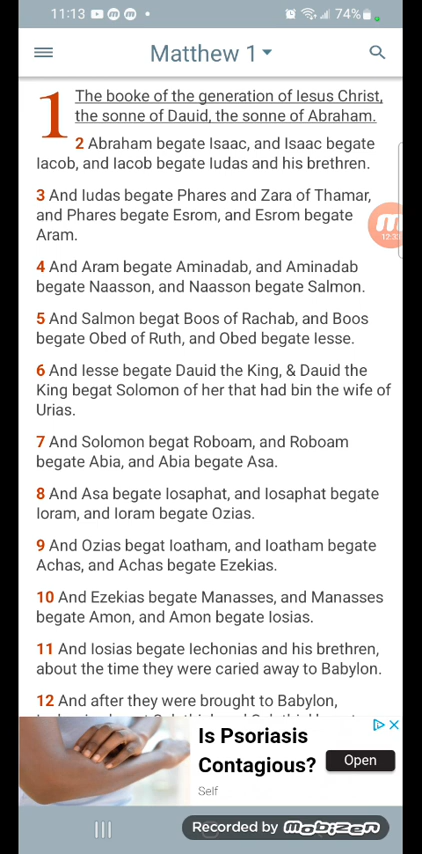 11:13 74%
Matthew 1
1 The booke of the generation of Iesus Christ,
the sonne of Dauid, the sonne of Abraham.
2 Abraham begate Isaac, and Isaac begate
Iacob, and Iacob begate Iudas and his brethren.
3 And Iudas begate Phares and Zara of Thamar,
and Phares begate Esrom, and Esrom begate
Aram.
4 And Aram begate Aminadab, and Aminadab
begate Naasson, and Naasson begate Salmon.
5 And Salmon begat Boos of Rachab, and Boos
begate Obed of Ruth, and Obed begate Iesse.
6 And Iesse begate Dauid the King, & Dauid the
King begat Solomon of her that had bin the wife of
Urias.
7 And Solomon begat Roboam, and Roboam
begate Abia, and Abia begate Asa.
8 And Asa begate Iosaphat, and Iosaphat begate
Ioram, and Ioram begate Ozias.
9 And Ozias begat Ioatham, and Ioatham begate
Achas, and Achas begate Ezekias.
10 And Ezekias begate Manasses, and Manasses
begate Amon, and Amon begate Iosias.
11 And Iosias begate Iechonias and his brethren,
about the time they were caried away to Babylon.
12 And after they were brought to Babylon,
Is Psoriasis
Contagious?
Open
Self
Recorded by Mobizen